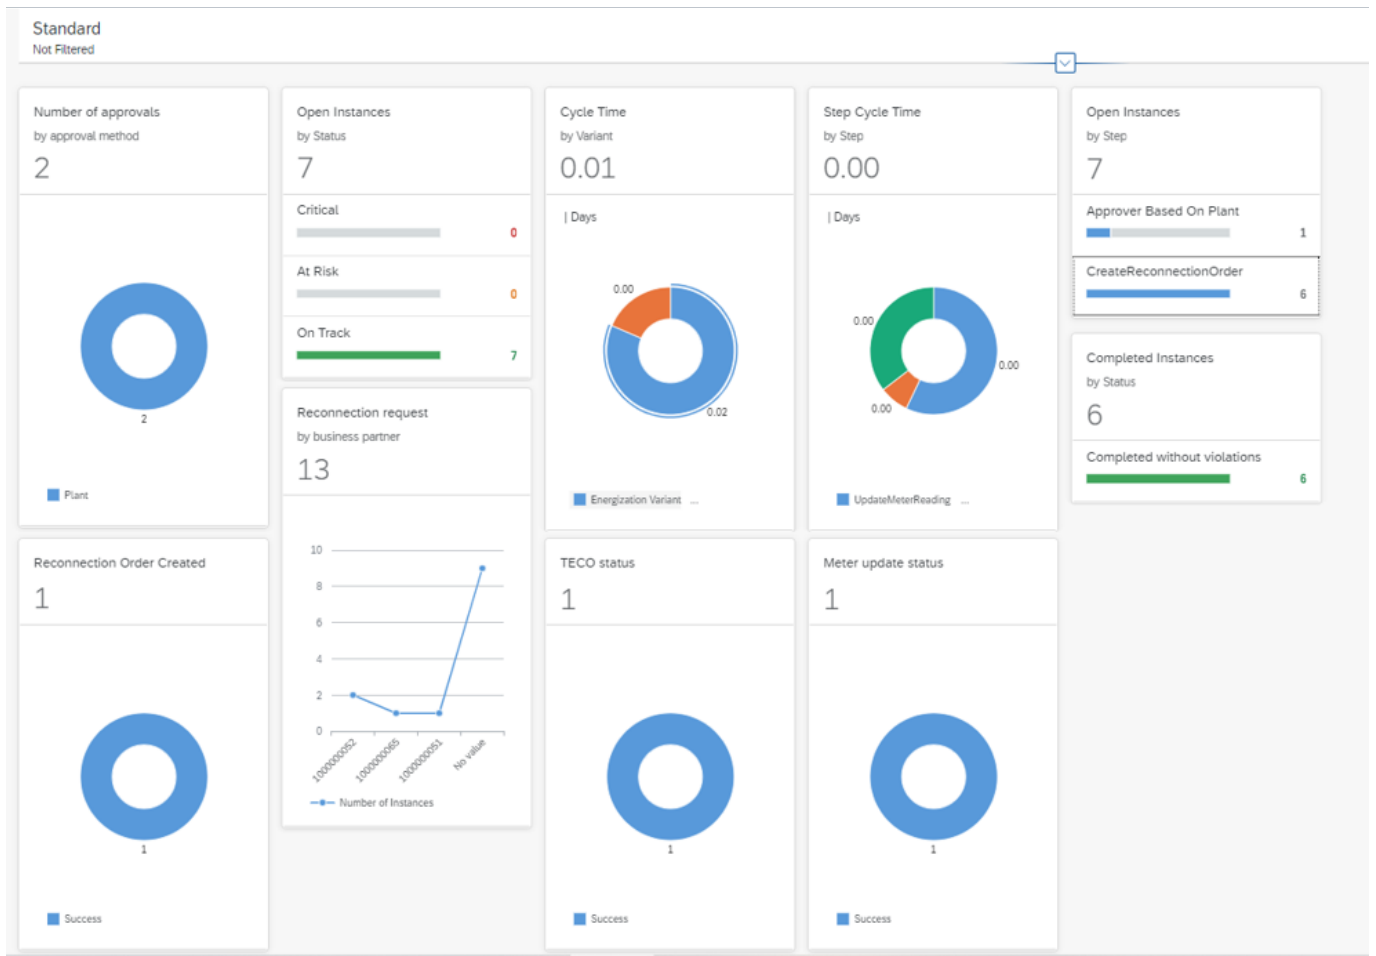 Standard
Not Filtered
Number of approvals
by approval method
2
2
Plant
Open Instances
by Status
7
Critical
0
At Risk
0
On Track
7
Cycle Time
by Variant
0.01
| Days
0.00
0.02
Energization Variant ...
Step Cycle Time
by Step
0.00
| Days
0.00
0.00
0.00
UpdateMeterReading ...
Open Instances
by Step
7
Approver Based On Plant
1
CreateReconnectionOrder
6
Completed Instances
by Status
6
Completed without violations
6
Reconnection request
by business partner
13
10
8
6
4
2
0
1000000052
1000000065
1000000051
No value
Number of Instances
Reconnection Order Created
1
1
Success
TECO status
1
1
Success
Meter update status
1
1
Success